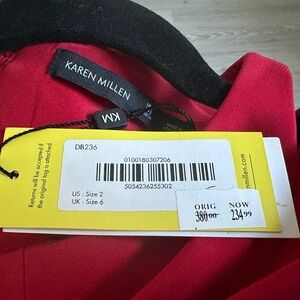 KAREN MILLEN
KM
DB236
0100180307206
5054236255302
US : Size 2
UK : Size 6
ORIG NOW
380.00 234.99
Returns will be accepted if
the original tag is attached